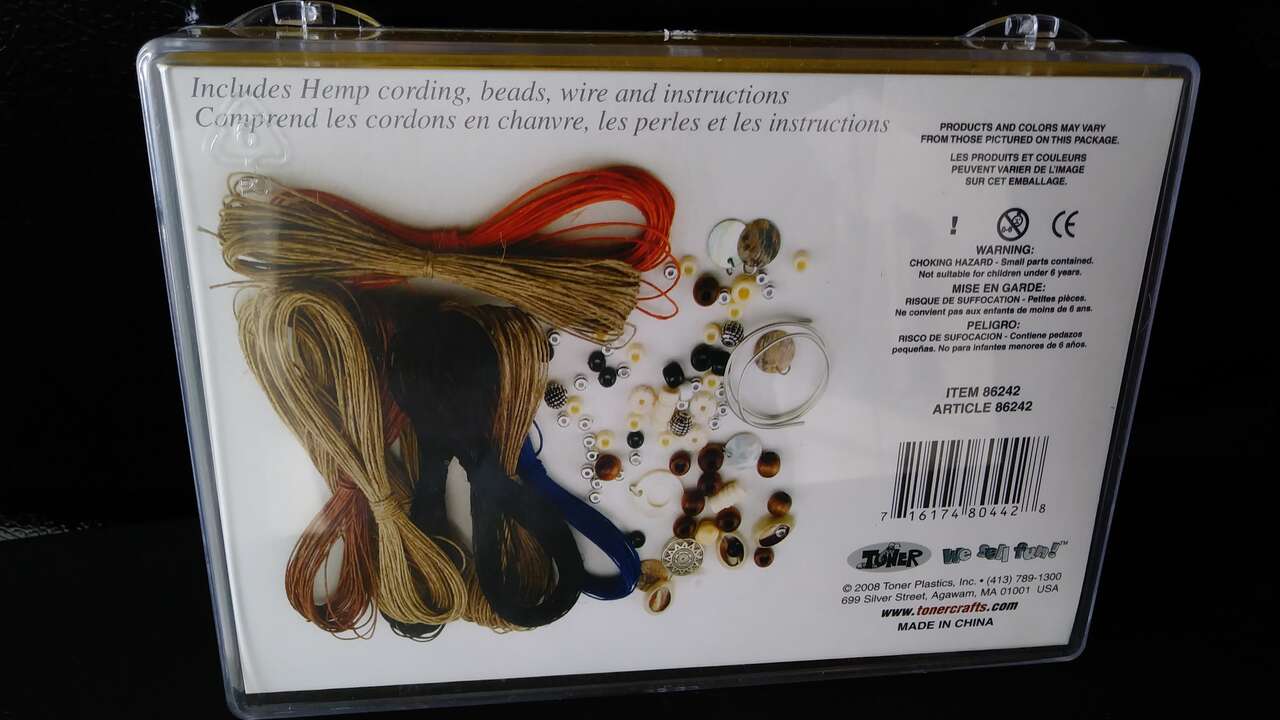 Includes Hemp cording, beads, wire and instructions
Comprend les cordons en chanvre, les perles et les instructions
PRODUCTS AND COLORS MAY VARY
FROM THOSE PICTURED ON THIS PACKAGE.
LES PRODUITS ET COULEURS
PEUVENT VARIER DE L'IMAGE
SUR CET EMBALLAGE.
! 0-6 CE
WARNING:
CHOKING HAZARD - Small parts contained.
Not suitable for children under 6 years.
MISE EN GARDE:
RISQUE DE SUFFOCATION - Petites pièces.
Ne convient pas aux enfants de moins de 6 ans.
PELIGRO:
RISCO DE SUFOCACION - Contiene pedazos
pequeñas. No para infantes menores de 6 años.
ITEM 86242
ARTICLE 86242
7 16174 80442 8
TONER We sell fun!™
© 2008 Toner Plastics, Inc. • (413) 789-1300
699 Silver Street, Agawam, MA 01001 USA
www.tonercrafts.com
MADE IN CHINA